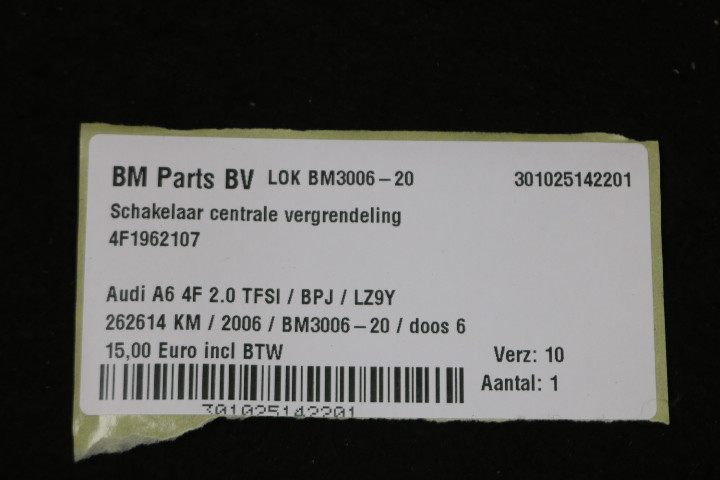 BM Parts BV LOK BM3006-20 301025142201
Schakelaar centrale vergrendeling
4F1962107
Audi A6 4F 2.0 TFSI / BPJ / LZ9Y
262614 KM / 2006 / BM3006-20 / doos 6
15,00 Euro incl BTW Verz: 10
Aantal: 1
301025142201